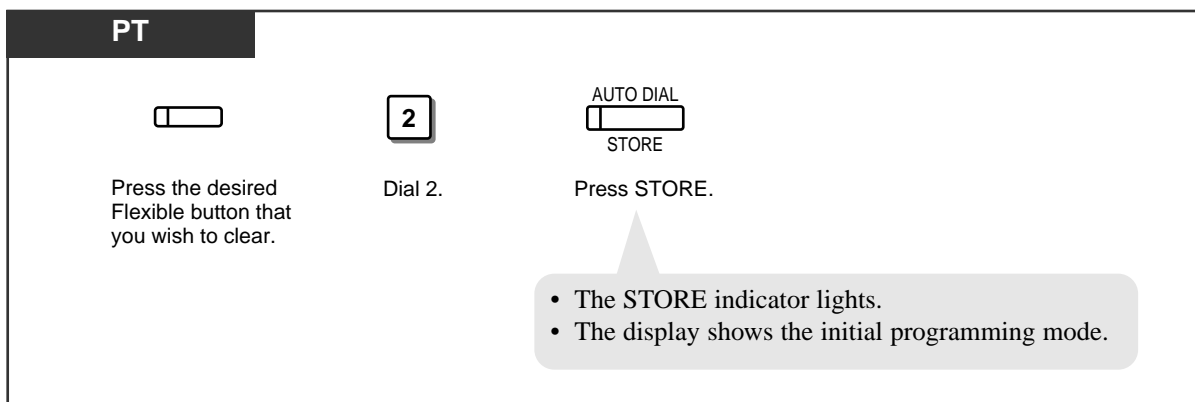 PT
2
AUTO DIAL
STORE
Press the desired
Flexible button that
you wish to clear.
Dial 2.
Press STORE.
• The STORE indicator lights.
• The display shows the initial programming mode.